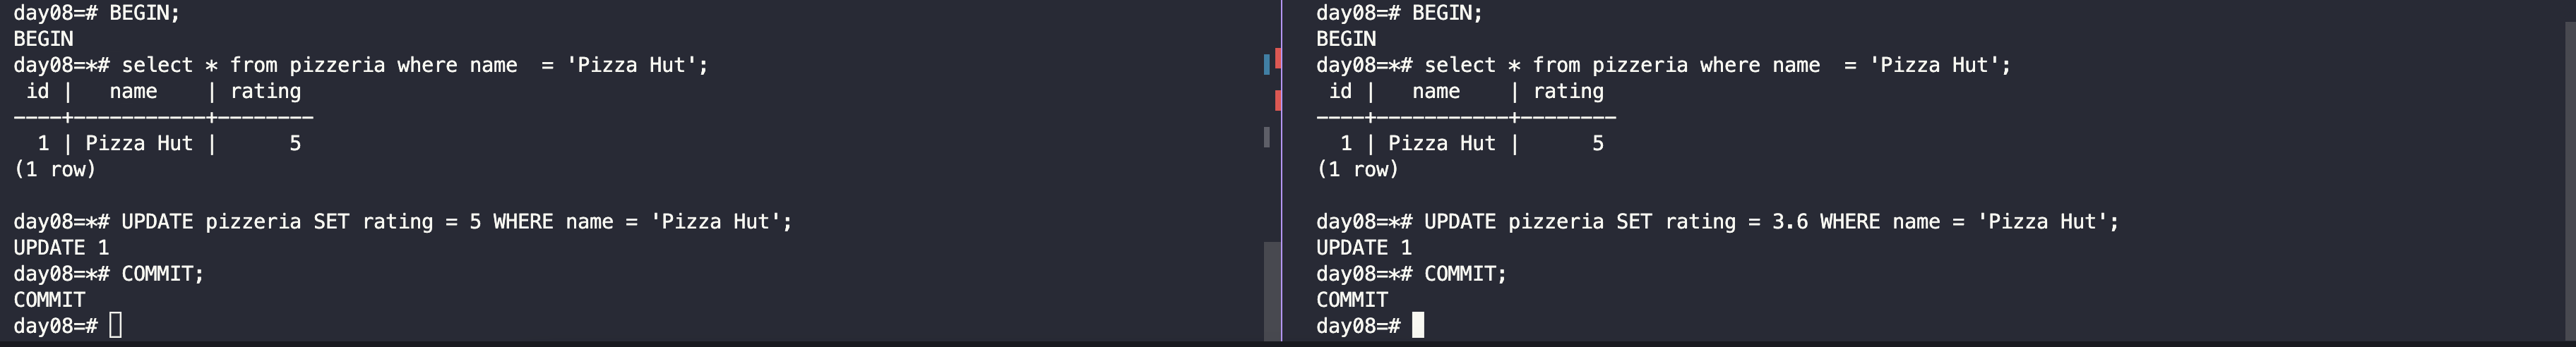 day08=# BEGIN;
BEGIN
day08=*# select * from pizzeria where name  = 'Pizza Hut';
 id |   name    | rating
----+-----------+--------
  1 | Pizza Hut |      5
(1 row)

day08=*# UPDATE pizzeria SET rating = 5 WHERE name = 'Pizza Hut';
UPDATE 1
day08=*# COMMIT;
COMMIT
day08=#
day08=# BEGIN;
BEGIN
day08=*# select * from pizzeria where name  = 'Pizza Hut';
 id |   name    | rating
----+-----------+--------
  1 | Pizza Hut |      5
(1 row)

day08=*# UPDATE pizzeria SET rating = 3.6 WHERE name = 'Pizza Hut';
UPDATE 1
day08=*# COMMIT;
COMMIT
day08=#